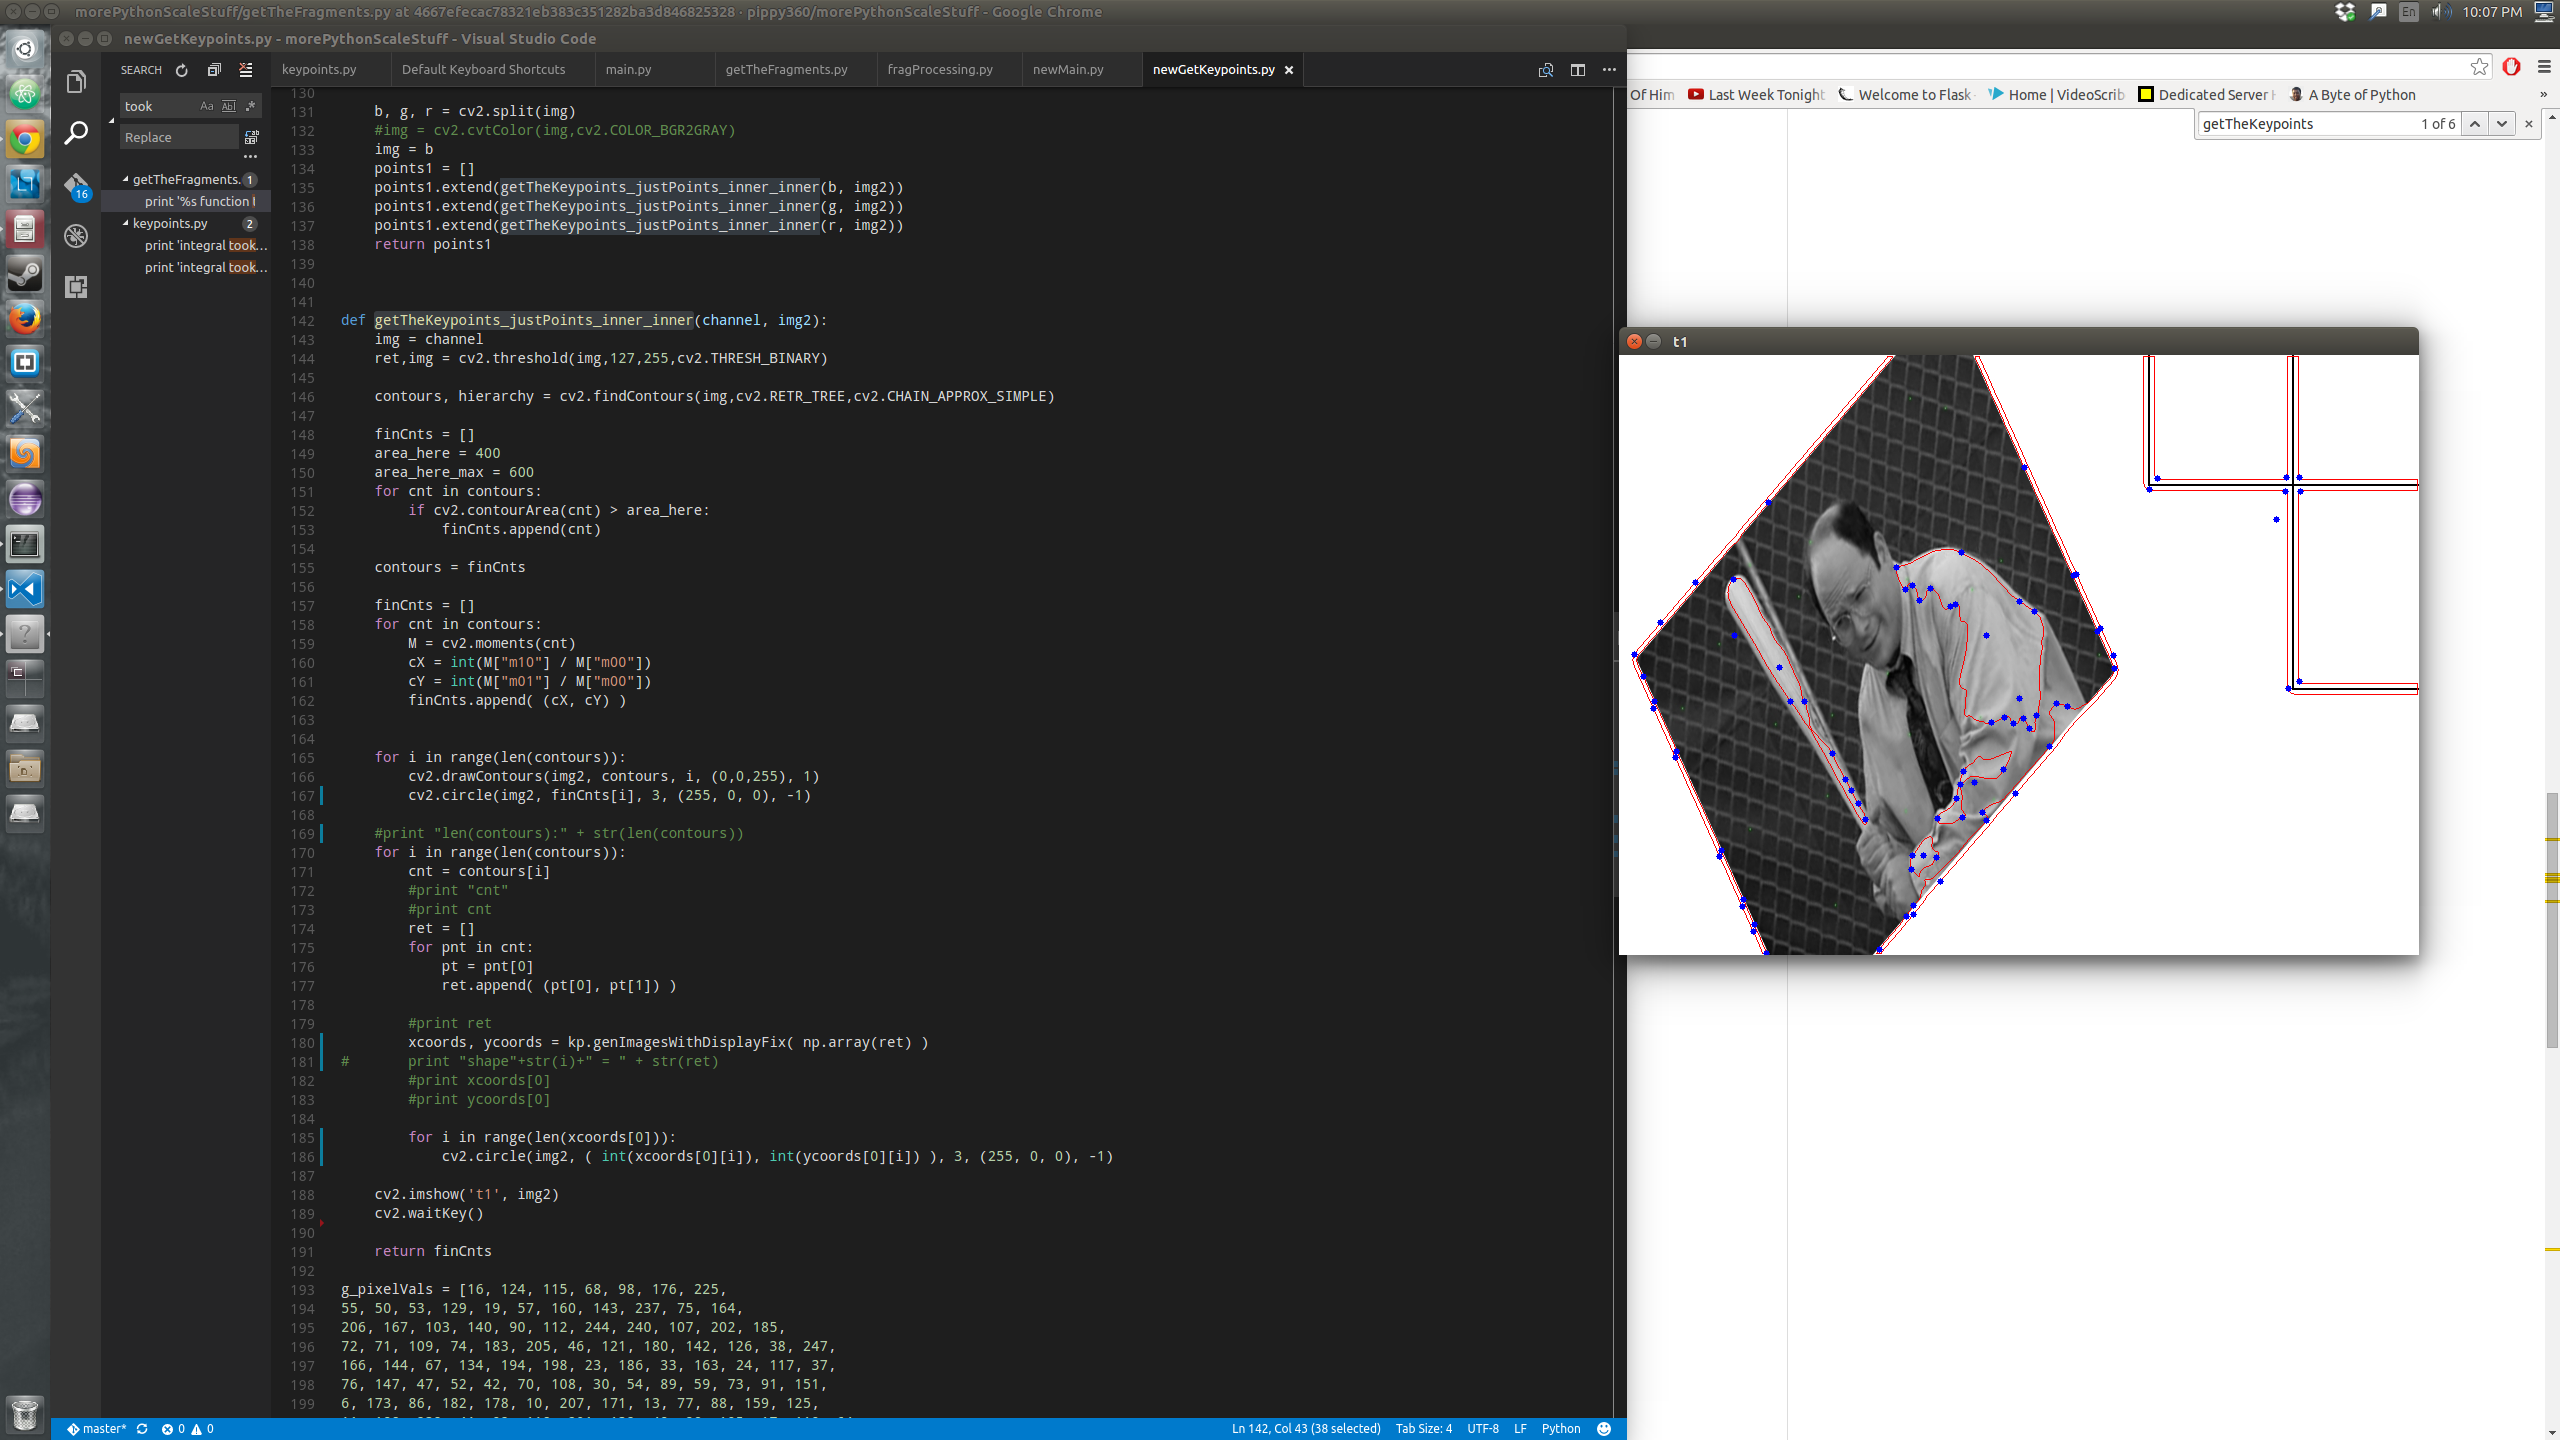 morePythonScaleStuff/getTheFragments.py at 4667efecac78321eb383c351282ba3d846825328 · pippy360/morePythonScaleStuff - Google Chrome
En
10:07 PM
newGetKeypoints.py - morePythonScaleStuff - Visual Studio Code
SEARCH
keypoints.py
Default Keyboard Shortcuts
main.py
getTheFragments.py
fragProcessing.py
newMain.py
newGetKeypoints.py
took
Replace
getTheFragments. 1
print '%s function t
keypoints.py 2
print 'integral took...
print 'integral took...
16
130
131 b, g, r = cv2.split(img)
132 #img = cv2.cvtColor(img,cv2.COLOR_BGR2GRAY)
133 img = b
134 points1 = []
135 points1.extend(getTheKeypoints_justPoints_inner_inner(b, img2))
136 points1.extend(getTheKeypoints_justPoints_inner_inner(g, img2))
137 points1.extend(getTheKeypoints_justPoints_inner_inner(r, img2))
138 return points1
139
140
141
142 def getTheKeypoints_justPoints_inner_inner(channel, img2):
143 img = channel
144 ret,img = cv2.threshold(img,127,255,cv2.THRESH_BINARY)
145
146 contours, hierarchy = cv2.findContours(img,cv2.RETR_TREE,cv2.CHAIN_APPROX_SIMPLE)
147
148 finCnts = []
149 area_here = 400
150 area_here_max = 600
151 for cnt in contours:
152 if cv2.contourArea(cnt) > area_here:
153 finCnts.append(cnt)
154
155 contours = finCnts
156
157 finCnts = []
158 for cnt in contours:
159 M = cv2.moments(cnt)
160 cX = int(M["m10"] / M["m00"])
161 cY = int(M["m01"] / M["m00"])
162 finCnts.append( (cX, cY) )
163
164
165 for i in range(len(contours)):
166 cv2.drawContours(img2, contours, i, (0,0,255), 1)
167 cv2.circle(img2, finCnts[i], 3, (255, 0, 0), -1)
168
169 #print "len(contours):" + str(len(contours))
170 for i in range(len(contours)):
171 cnt = contours[i]
172 #print "cnt"
173 #print cnt
174 ret = []
175 for pnt in cnt:
176 pt = pnt[0]
177 ret.append( (pt[0], pt[1]) )
178
179 #print ret
180 xcoords, ycoords = kp.genImagesWithDisplayFix( np.array(ret) )
181 # print "shape"+str(i)+" = " + str(ret)
182 #print xcoords[0]
183 #print ycoords[0]
184
185 for i in range(len(xcoords[0])):
186 cv2.circle(img2, ( int(xcoords[0][i]), int(ycoords[0][i]) ), 3, (255, 0, 0), -1)
187
188 cv2.imshow('t1', img2)
189 cv2.waitKey()
190
191 return finCnts
192
193 g_pixelVals = [16, 124, 115, 68, 98, 176, 225,
194 55, 50, 53, 129, 19, 57, 160, 143, 237, 75, 164,
195 206, 167, 103, 140, 90, 112, 244, 240, 107, 202, 185,
196 72, 71, 109, 74, 183, 205, 46, 121, 180, 142, 126, 38, 247,
197 166, 144, 67, 134, 194, 198, 23, 186, 33, 163, 24, 117, 37,
198 76, 147, 47, 52, 42, 70, 108, 30, 54, 89, 59, 73, 91, 151,
199 6, 173, 86, 182, 178, 10, 207, 171, 13, 77, 88, 159, 125,
master* 0 0
Ln 142, Col 43 (38 selected) Tab Size: 4 UTF-8 LF Python
Of Him
Last Week Tonight
Welcome to Flask
Home | VideoScrib
Dedicated Server
A Byte of Python
»
getTheKeypoints 1 of 6
t1